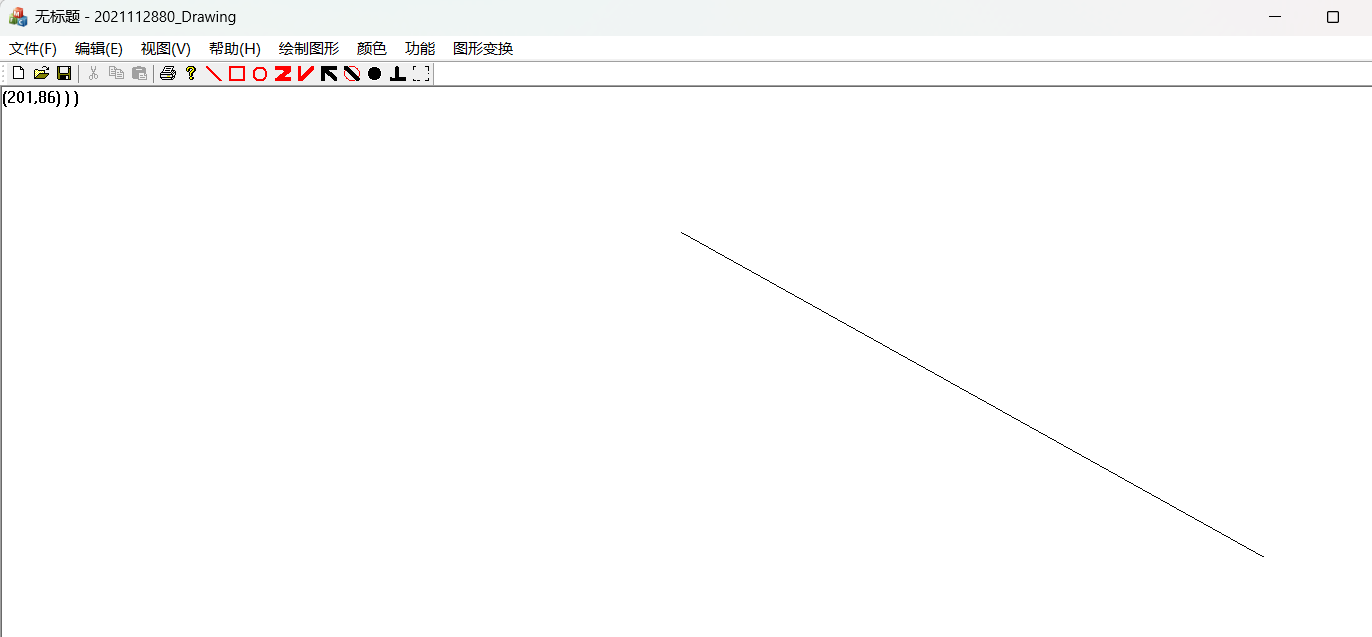 无标题 - 2021112880_Drawing
文件(F) 编辑(E) 视图(V) 帮助(H) 绘制图形 颜色 功能 图形变换
(201,86) ) )